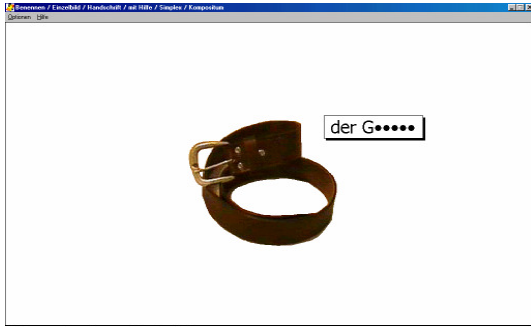 Benennen / Einzelbild / Handschrift / mit Hilfe / Simplex / Kompositum
Optionen Hilfe
der G●●●●●